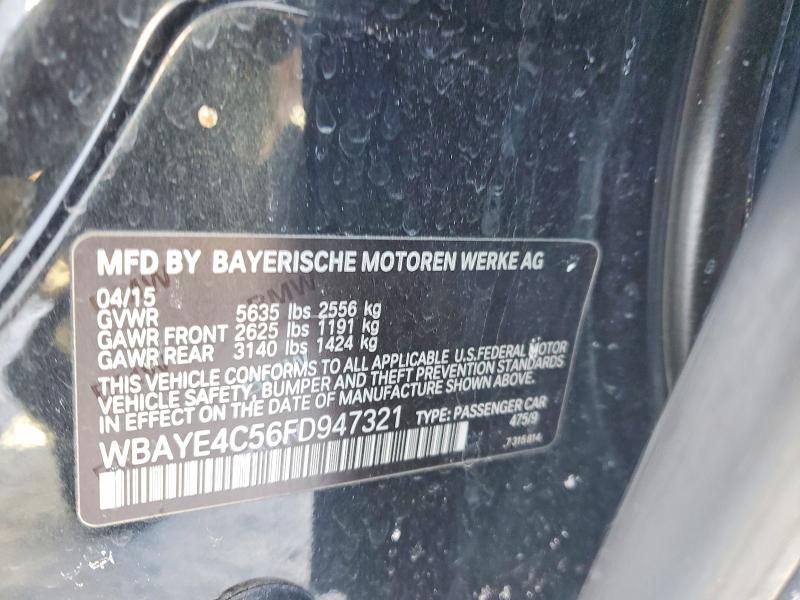 MFD BY BAYERISCHE MOTOREN WERKE AG
04/15
GVWR 5635 lbs 2556 kg
GAWR FRONT 2625 lbs 1191 kg
GAWR REAR 3140 lbs 1424 kg
THIS VEHICLE CONFORMS TO ALL APPLICABLE U.S.FEDERAL MOTOR
VEHICLE SAFETY, BUMPER AND THEFT PREVENTION STANDARDS
IN EFFECT ON THE DATE OF MANUFACTURE SHOWN ABOVE.
WBAYE4C56FD947321 TYPE: PASSENGER CAR
475/9
7315814